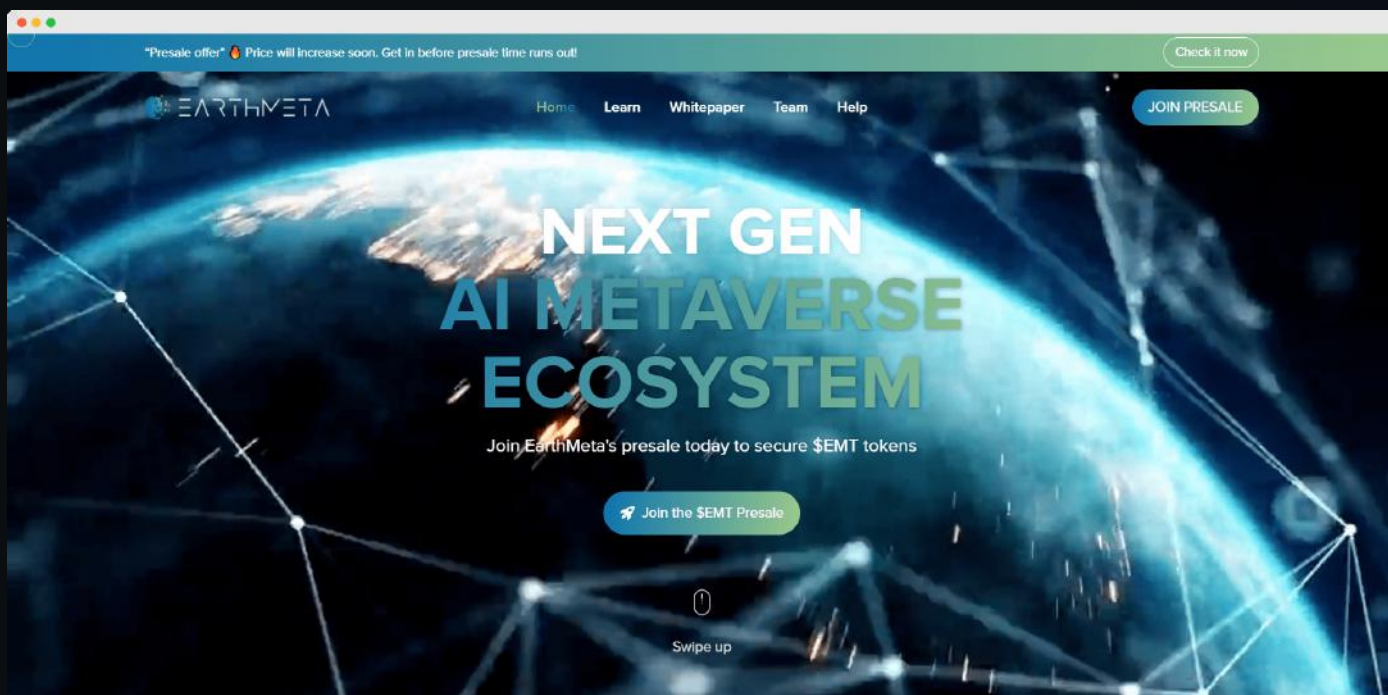 “Presale offer” 🔥 Price will increase soon. Get in before presale time runs out!
Check it now
EARTHMETA
Home
Learn
Whitepaper
Team
Help
JOIN PRESALE
NEXT GEN
AI METAVERSE
ECOSYSTEM
Join EarthMeta's presale today to secure $EMT tokens
Join the $EMT Presale
Swipe up